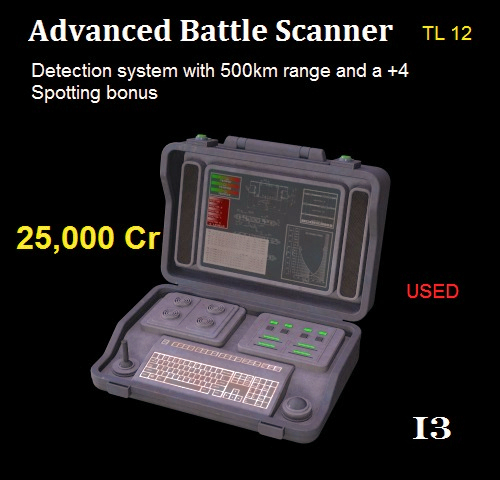 Advanced Battle Scanner TL 12
Detection system with 500km range and a +4
Spotting bonus
25,000 Cr
USED
I3